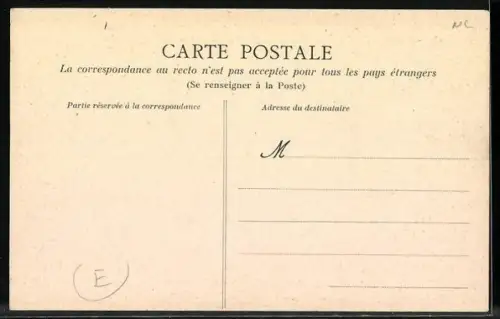 NC
CARTE POSTALE
La correspondance au recto n'est pas acceptée pour tous les pays étrangers
(Se renseigner à la Poste)
Partie réservée à la correspondance
Adresse du destinataire
M
E